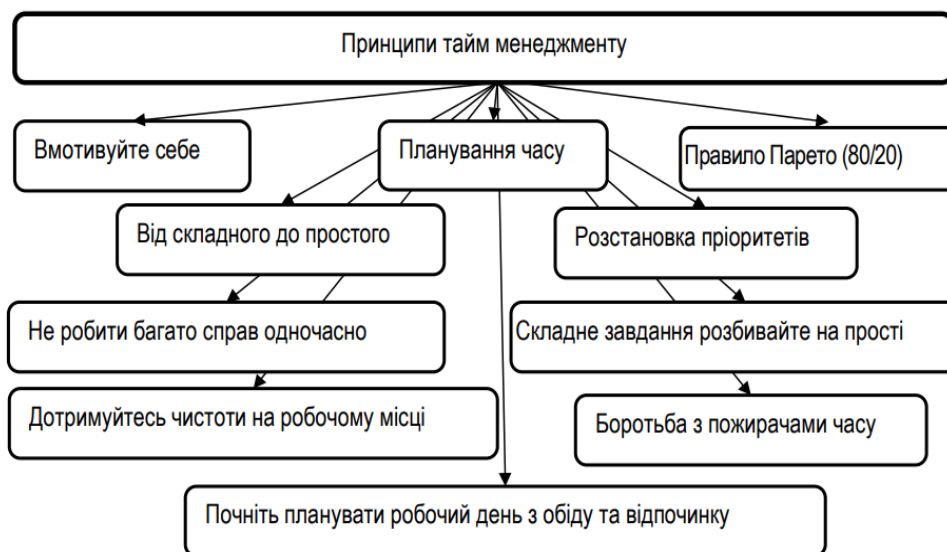 Принципи тайм менеджменту
Вмотивуйте себе
Планування часу
Правило Парето (80/20)
Від складного до простого
Розстановка пріоритетів
Не робити багато справ одночасно
Складне завдання розбивайте на прості
Дотримуйтесь чистоти на робочому місці
Боротьба з пожирачами часу
Почніть планувати робочий день з обіду та відпочинку